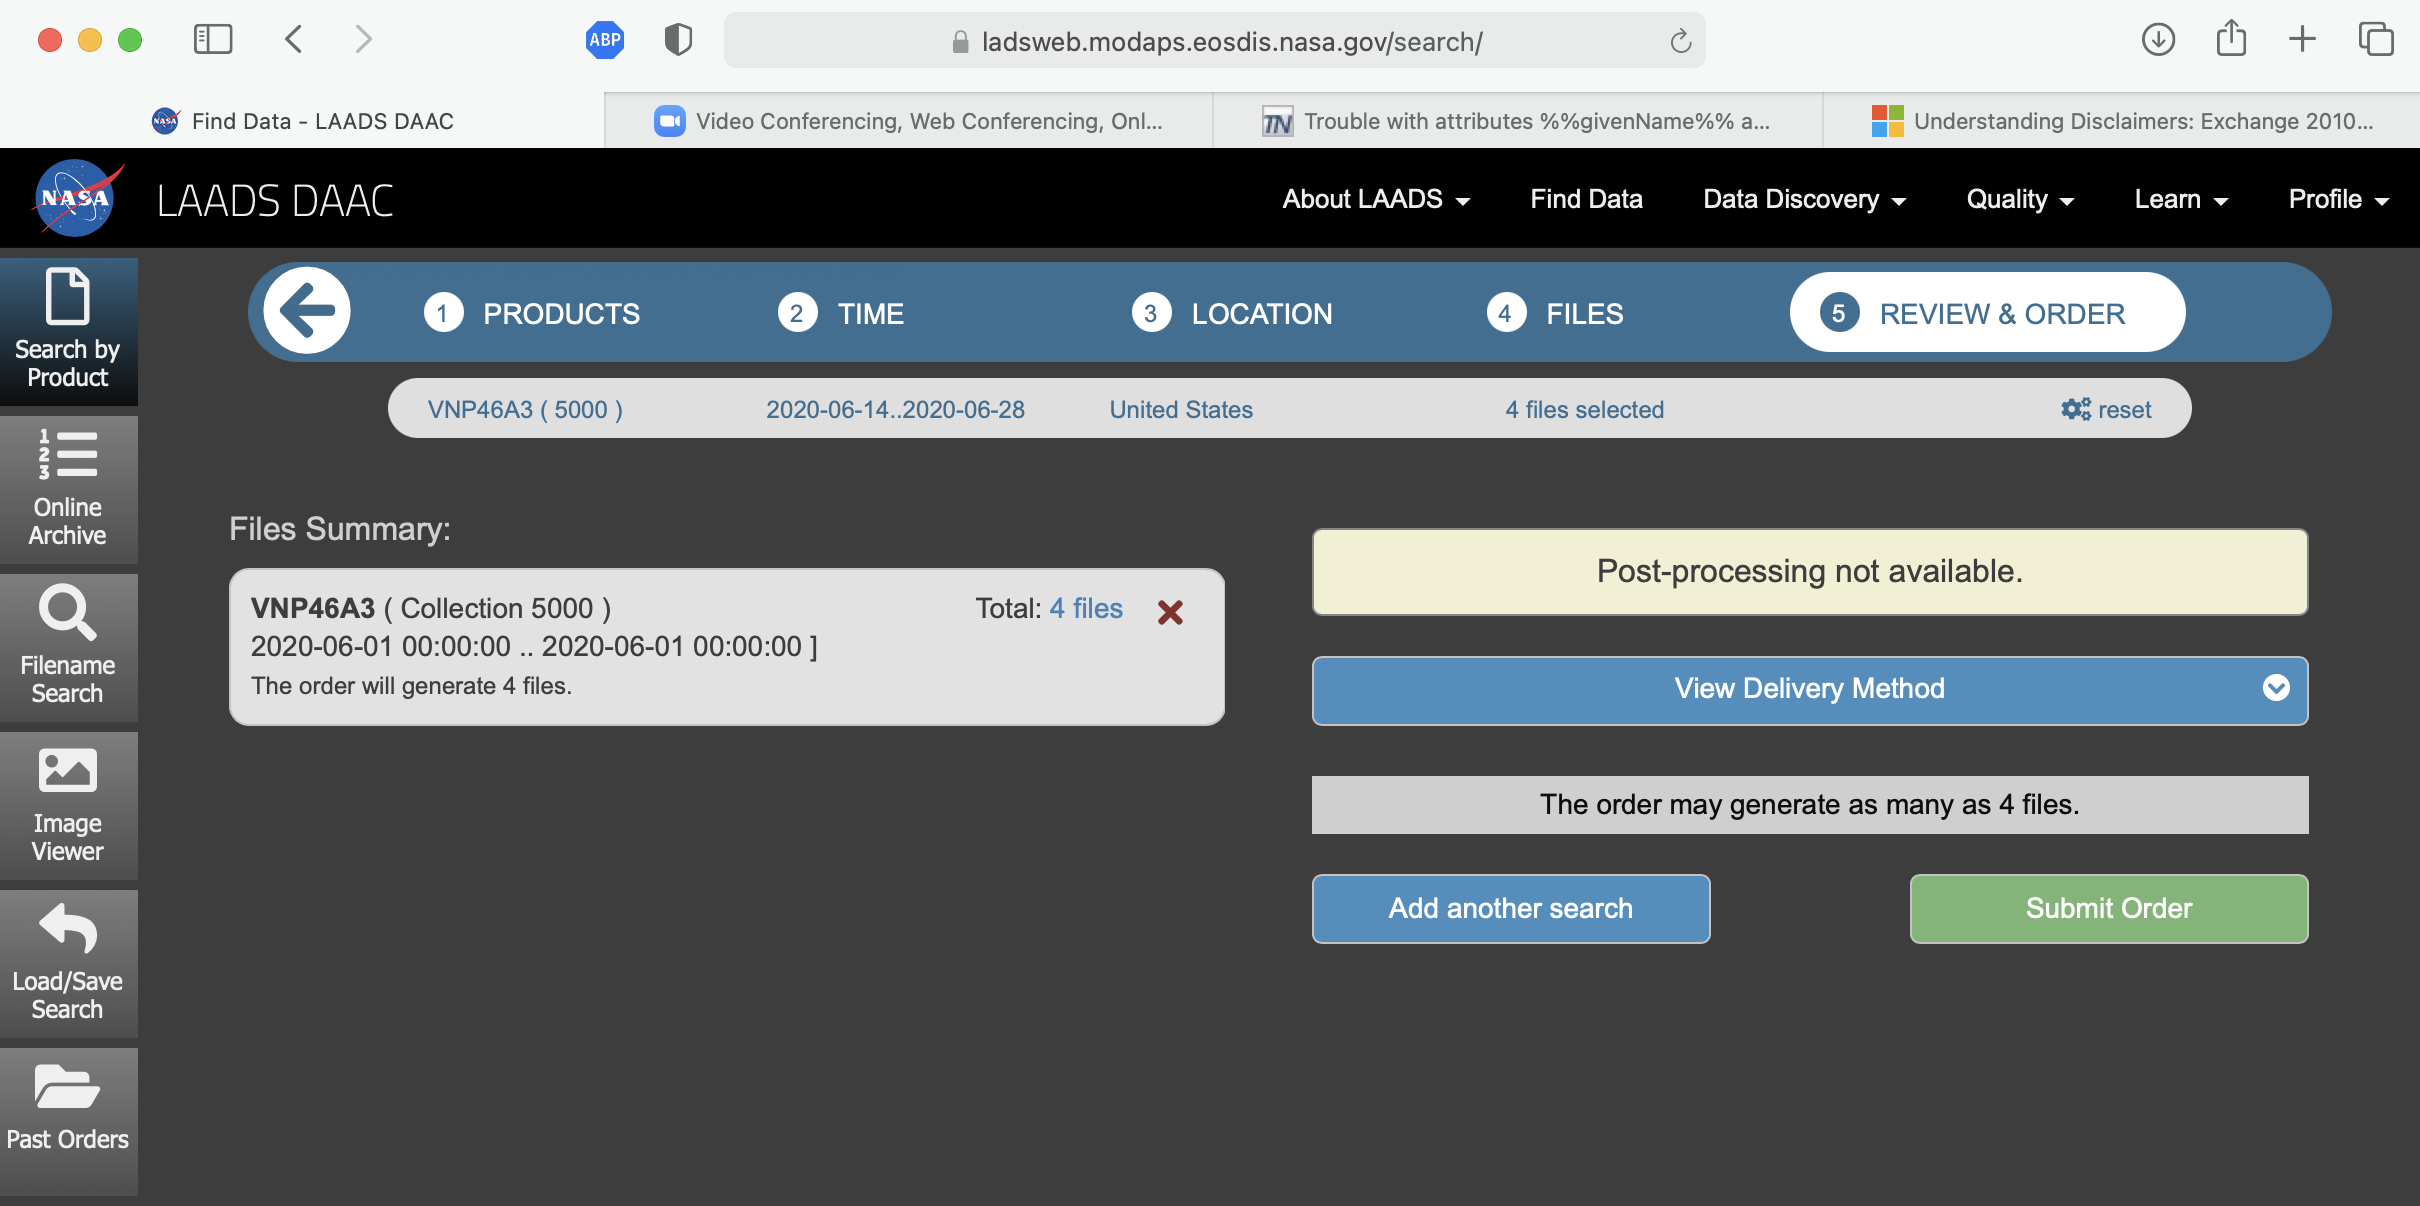 ABP
ladsweb.modaps.eosdis.nasa.gov/search/
NASA Find Data - LAADS DAAC
Video Conferencing, Web Conferencing, Onl...
TN Trouble with attributes %%givenName%% a...
Understanding Disclaimers: Exchange 2010...
NASA LAADS DAAC
About LAADS
Find Data
Data Discovery
Quality
Learn
Profile
Search by
Product
1 2 3
Online
Archive
Filename
Search
Image
Viewer
Load/Save
Search
Past Orders
1 PRODUCTS
2 TIME
3 LOCATION
4 FILES
5 REVIEW & ORDER
VNP46A3 ( 5000 )
2020-06-14..2020-06-28
United States
4 files selected
reset
Files Summary:
VNP46A3 ( Collection 5000 ) Total: 4 files
2020-06-01 00:00:00 .. 2020-06-01 00:00:00 ]
The order will generate 4 files.
Post-processing not available.
View Delivery Method
The order may generate as many as 4 files.
Add another search
Submit Order